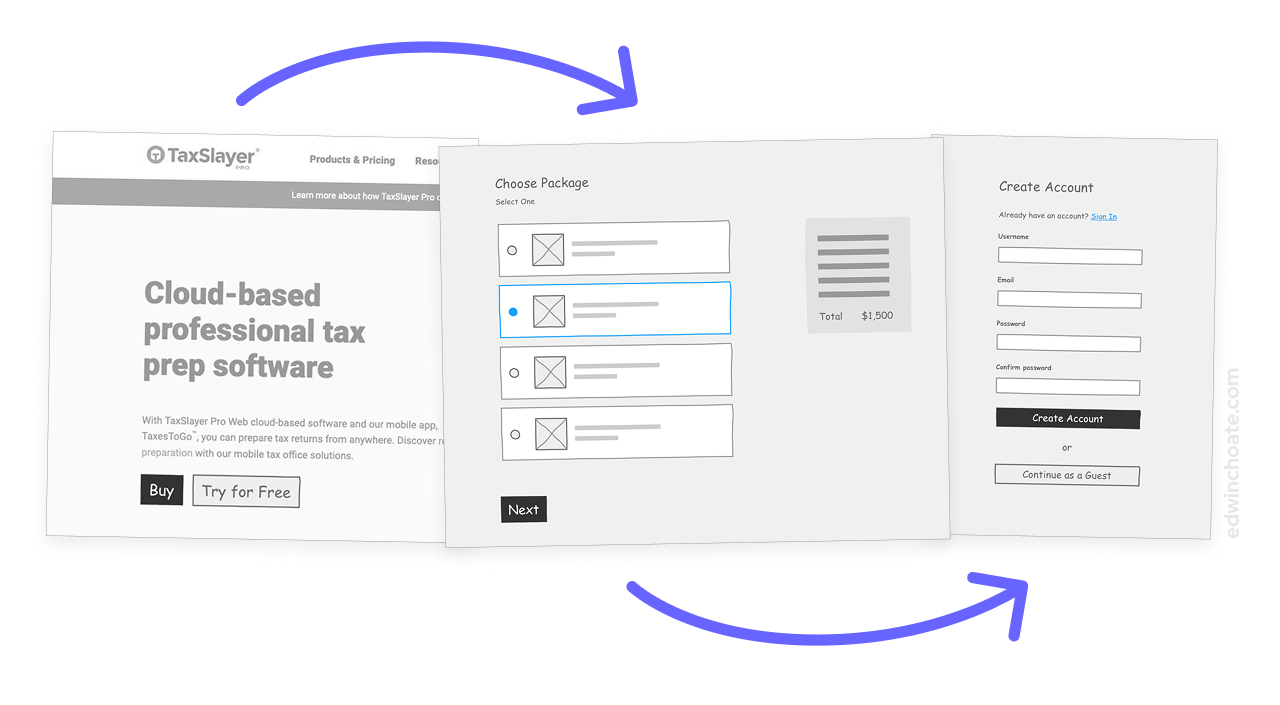 TaxSlayer®
PRO
Products & Pricing
Learn more about how TaxSlayer Pro
Cloud-based
professional tax
prep software
With TaxSlayer Pro Web cloud-based software and our mobile app,
TaxesToGo™, you can prepare tax returns from anywhere. Discover
preparation with our mobile tax office solutions.
Buy
Try for Free
Choose Package
Select One
Total $1,500
Next
Create Account
Already have an account? Sign In
Username
Email
Password
Confirm password
Create Account
or
Continue as a Guest
edwinchoate.com